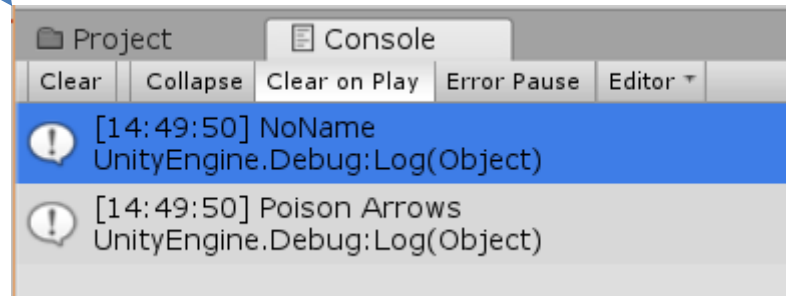 Project Console
Clear Collapse Clear on Play Error Pause Editor
[14:49:50] NoName
UnityEngine.Debug:Log(Object)
[14:49:50] Poison Arrows
UnityEngine.Debug:Log(Object)